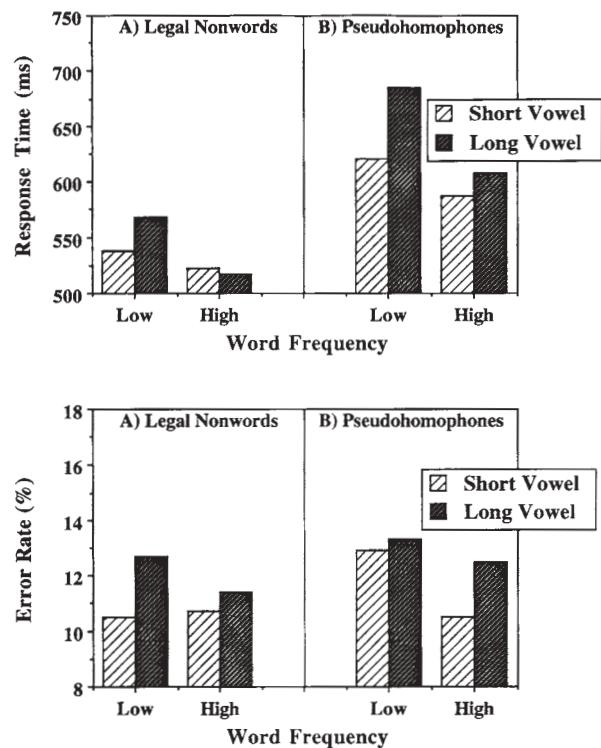 750
A) Legal Nonwords
B) Pseudohomophones
700
Short Vowel
Long Vowel
650
600
550
500
Response Time (ms)
Low
High
Low
High
Word Frequency
18
A) Legal Nonwords
B) Pseudohomophones
16
Short Vowel
Long Vowel
14
12
10
8
Error Rate (%)
Low
High
Low
High
Word Frequency